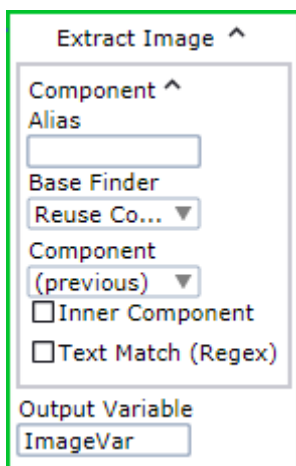 Extract Image ^
Component ^
Alias
Base Finder
Reuse Co... ▼
Component
(previous) ▼
Inner Component
Text Match (Regex)
Output Variable
ImageVar